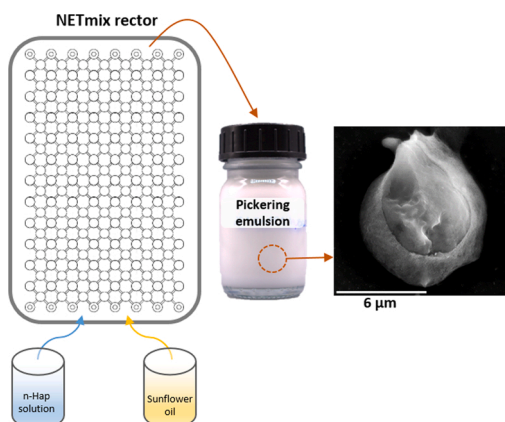 NETmix rector
Pickering
emulsion
6 µm
n-Hap
solution
Sunflower
oil